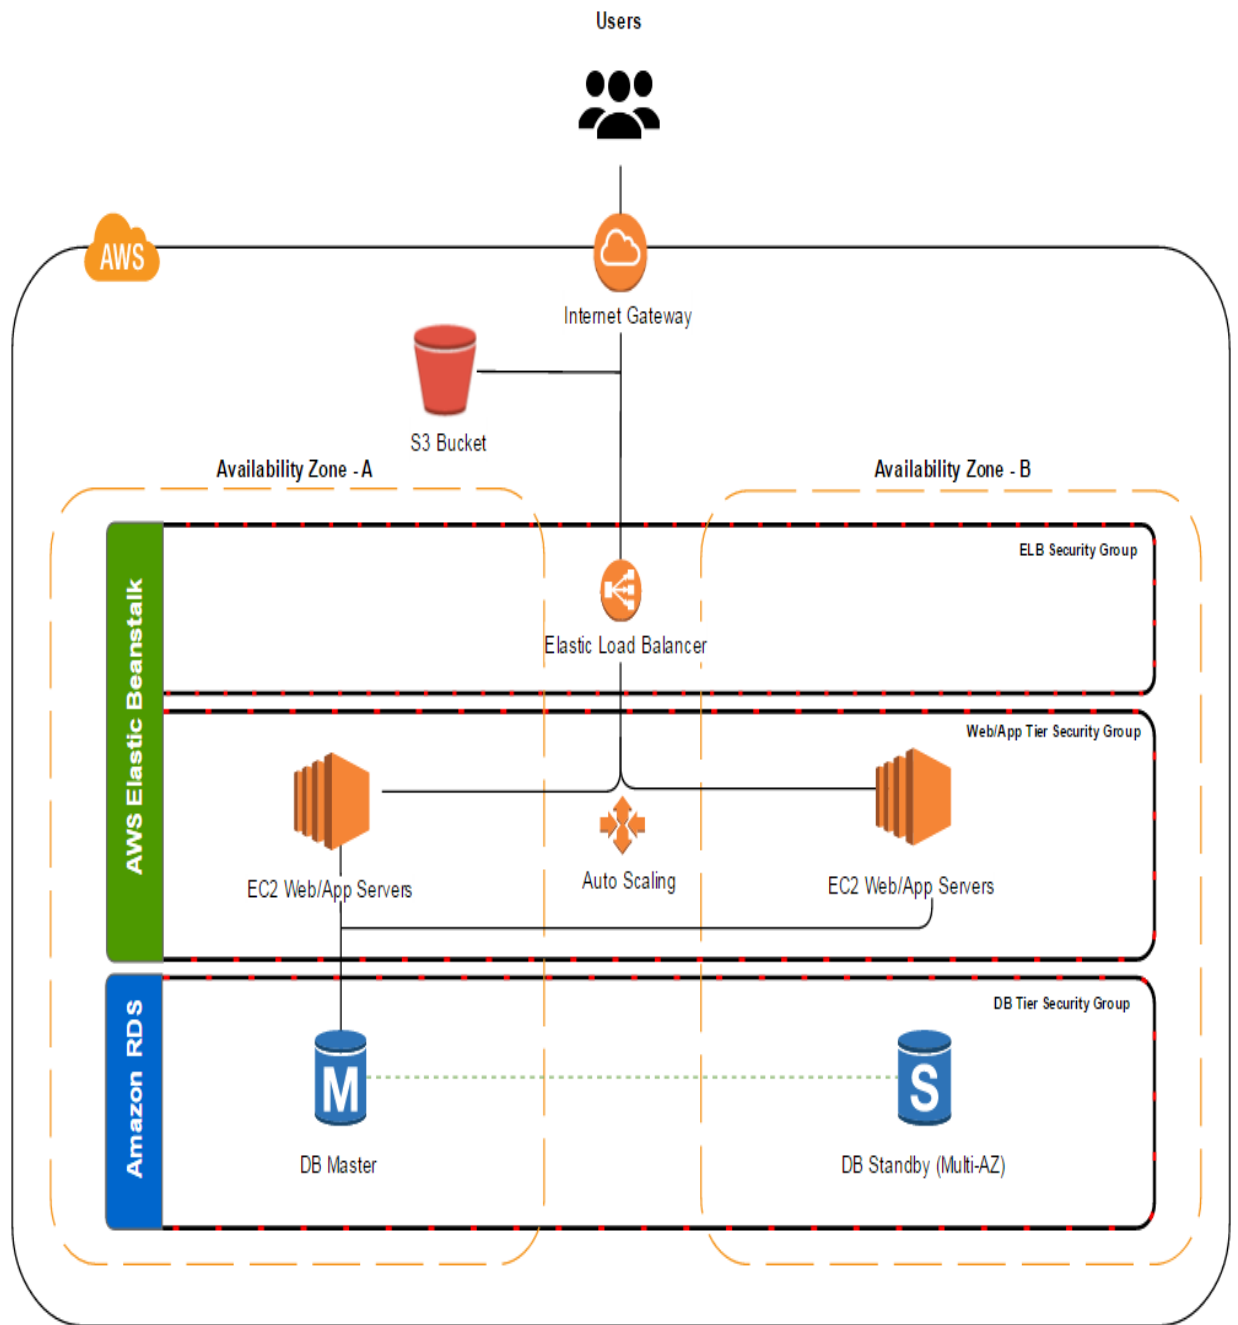 Users
AWS
Internet Gateway
S3 Bucket
Availability Zone - A
Availability Zone - B
AWS Elastic Beanstalk
ELB Security Group
Elastic Load Balancer
Web/App Tier Security Group
EC2 Web/App Servers
Auto Scaling
EC2 Web/App Servers
Amazon RDS
DB Tier Security Group
M
S
DB Master
DB Standby (Multi-AZ)